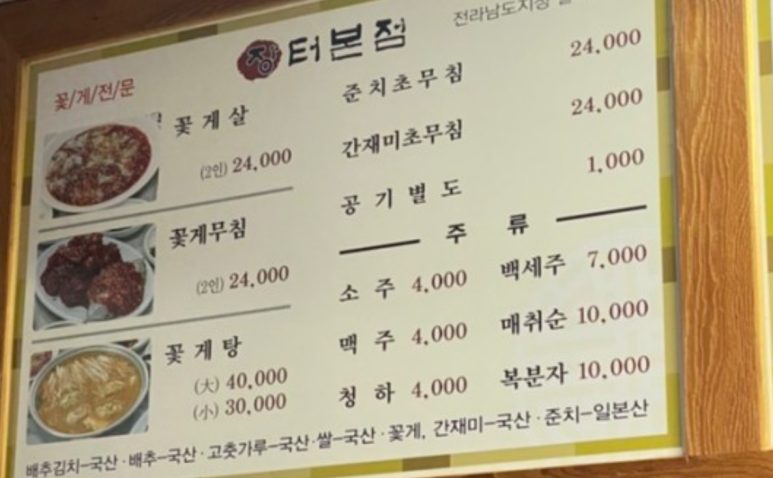 장터본점
전라남도지정
꽃/게/전/문
꽃게살
(2인) 24,000
꽃게무침
(2인) 24,000
꽃게탕
(大) 40,000
(小) 30,000
준치초무침 24,000
간재미초무침 24,000
공기별도 1,000
주류
소주 4,000 백세주 7,000
맥주 4,000 매취순 10,000
청하 4,000 복분자 10,000
배추김치-국산·배추-국산·고춧가루-국산·쌀-국산·꽃게, 간재미-국산·준치-일본산